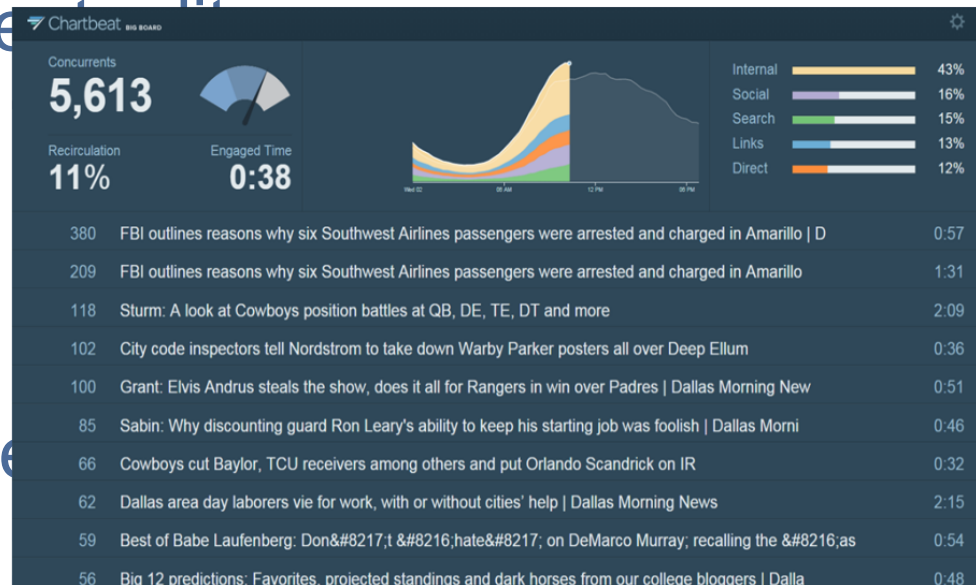 Chartbeat BIG BOARD
Concurrents
5,613
Recirculation
11%
Engaged Time
0:38
Wed 02
06 AM
12 PM
06 PM
Internal 43%
Social 16%
Search 15%
Links 13%
Direct 12%
380 FBI outlines reasons why six Southwest Airlines passengers were arrested and charged in Amarillo | D 0:57
209 FBI outlines reasons why six Southwest Airlines passengers were arrested and charged in Amarillo 1:31
118 Sturm: A look at Cowboys position battles at QB, DE, TE, DT and more 2:09
102 City code inspectors tell Nordstrom to take down Warby Parker posters all over Deep Ellum 0:36
100 Grant: Elvis Andrus steals the show, does it all for Rangers in win over Padres | Dallas Morning New 0:51
85 Sabin: Why discounting guard Ron Leary's ability to keep his starting job was foolish | Dallas Morni 0:46
66 Cowboys cut Baylor, TCU receivers among others and put Orlando Scandrick on IR 0:32
62 Dallas area day laborers vie for work, with or without cities' help | Dallas Morning News 2:15
59 Best of Babe Laufenberg: Don&#8217;t &#8216;hate&#8217; on DeMarco Murray; recalling the &#8216;as 0:54
56 Big 12 predictions: Favorites, projected standings and dark horses from our college bloggers | Dalla 0:48